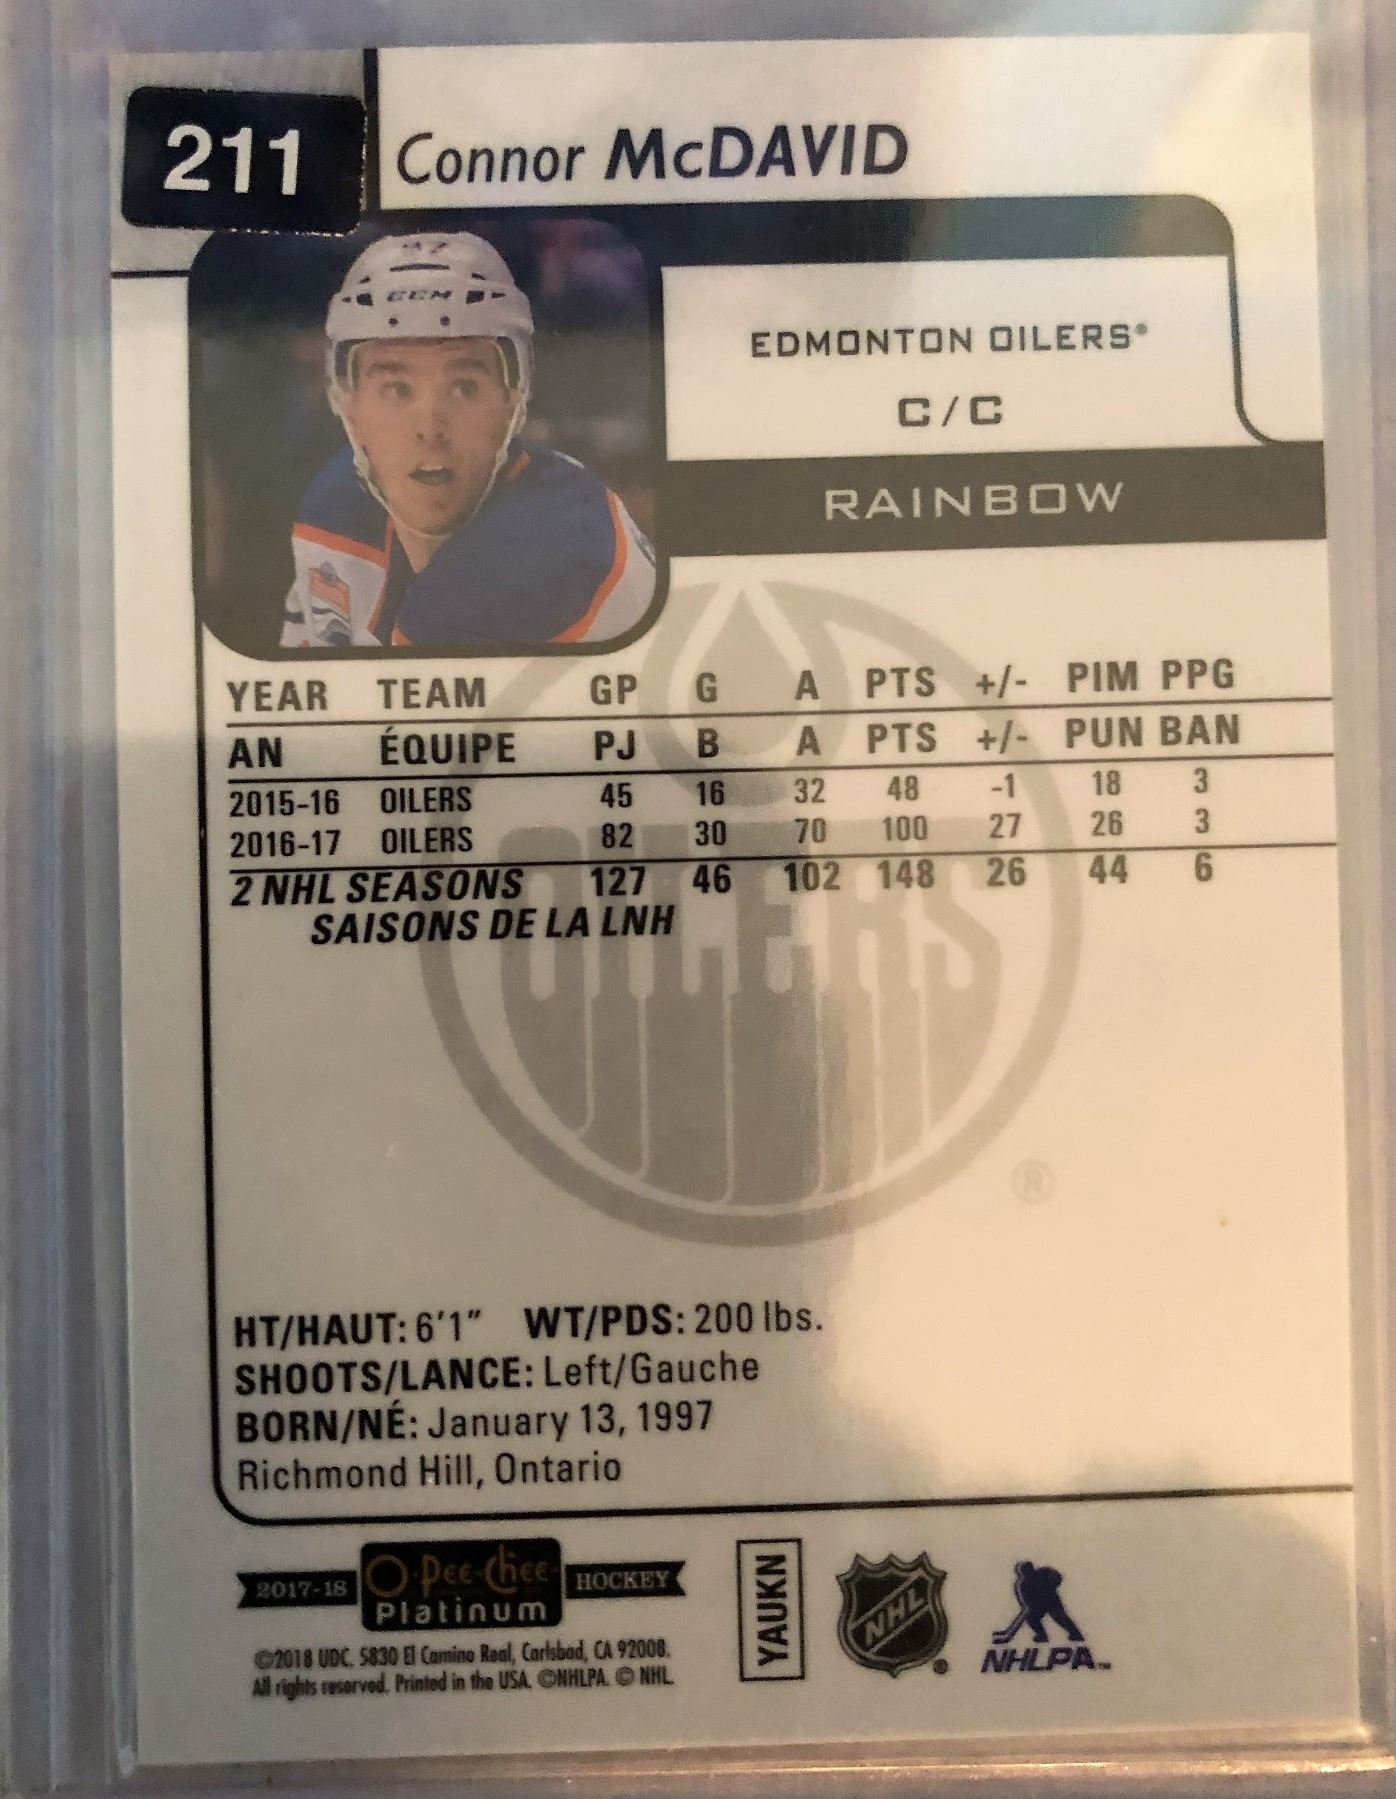 211
Connor McDAVID
97
CCM
EDMONTON OILERS®
C/C
RAINBOW
YEAR TEAM GP G A PTS +/- PIM PPG
AN ÉQUIPE PJ B A PTS +/- PUN BAN
2015-16 OILERS 45 16 32 48 -1 18 3
2016-17 OILERS 82 30 70 100 27 26 3
2 NHL SEASONS 127 46 102 148 26 44 6
SAISONS DE LA LNH
OILERS
®
HT/HAUT: 6'1" WT/PDS: 200 lbs.
SHOOTS/LANCE: Left/Gauche
BORN/NÉ: January 13, 1997
Richmond Hill, Ontario
2017-18 O-Pee-Chee HOCKEY
Platinum
©2018 UDC. 5830 El Camino Real, Carlsbad, CA 92008.
All rights reserved. Printed in the USA. ©NHLPA. © NHL.
YAUKN
NHL®
NHLPA™